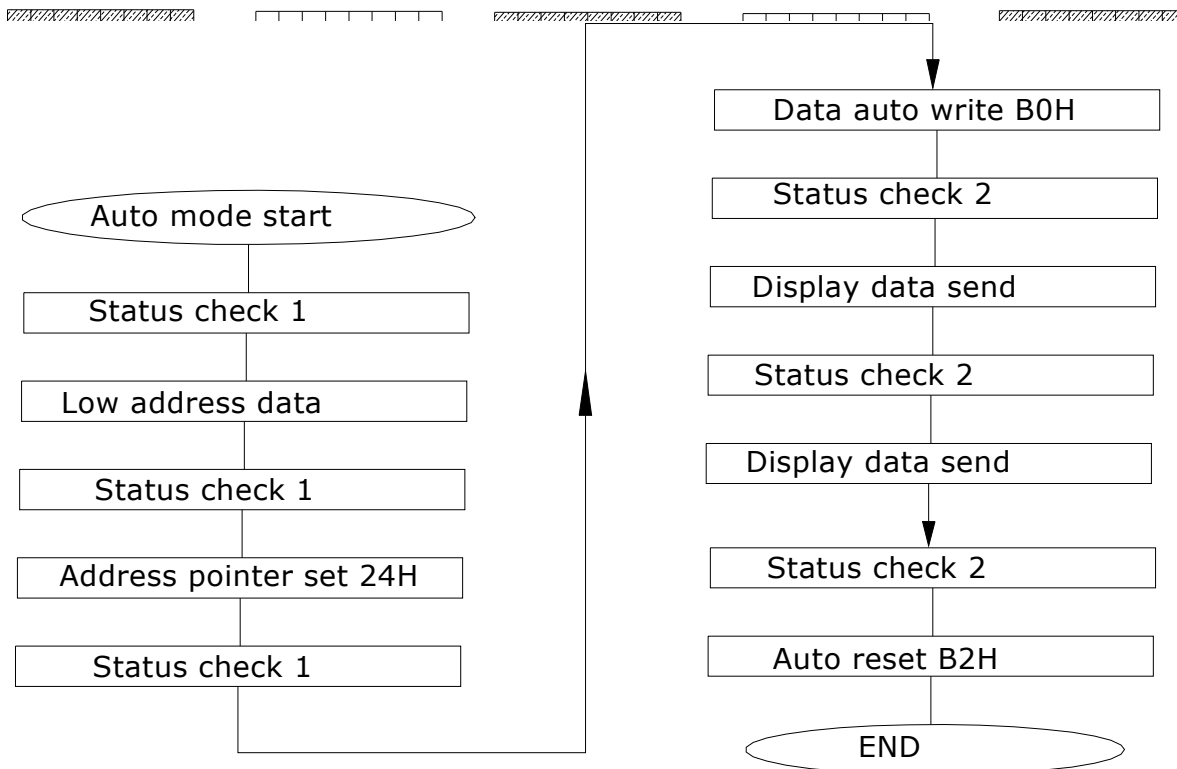 Auto mode start
Status check 1
Low address data
Status check 1
Address pointer set 24H
Status check 1
Data auto write B0H
Status check 2
Display data send
Status check 2
Display data send
Status check 2
Auto reset B2H
END